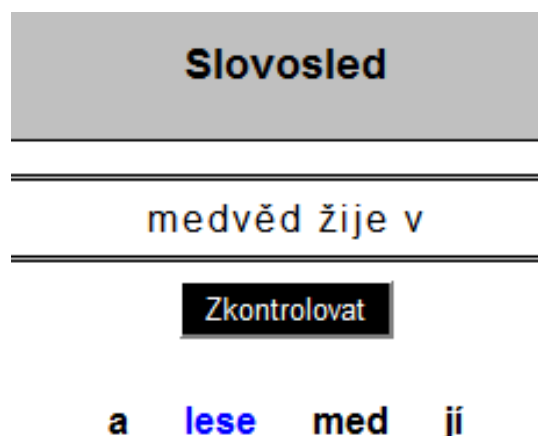 Slovosled
medvěd žije v
Zkontrolovat
a lese med jí